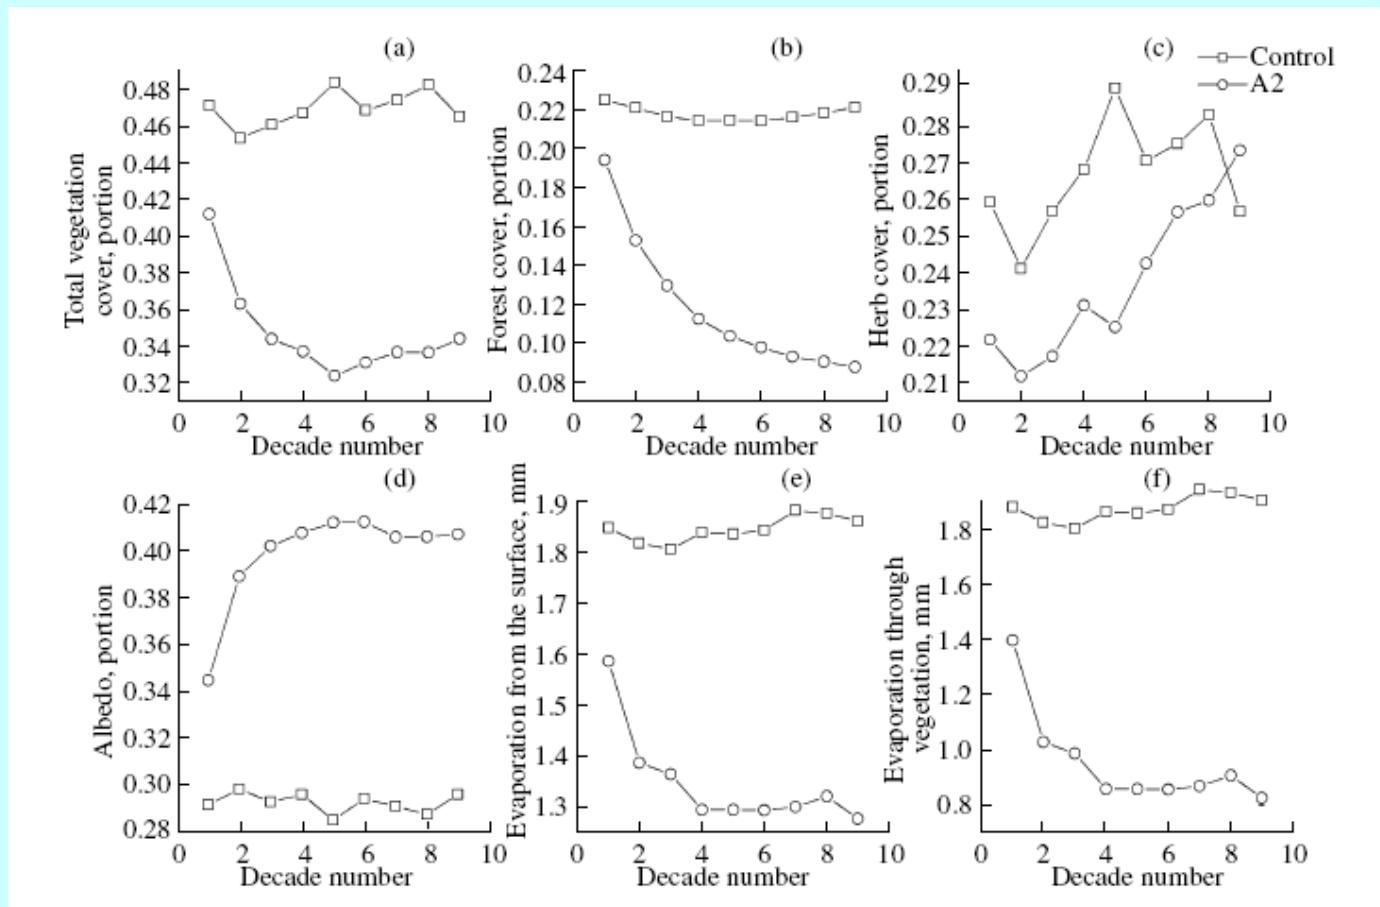 (a)
Total vegetation
cover, portion
0.48
0.46
0.44
0.42
0.40
0.38
0.36
0.34
0.32
0 2 4 6 8 10
Decade number
(b)
Forest cover, portion
0.24
0.22
0.20
0.18
0.16
0.14
0.12
0.10
0.08
0 2 4 6 8 10
Decade number
(c)
Control
A2
Herb cover, portion
0.29
0.28
0.27
0.26
0.25
0.24
0.23
0.22
0.21
0 2 4 6 8 10
Decade number
(d)
Albedo, portion
0.42
0.40
0.38
0.36
0.34
0.32
0.30
0.28
0 2 4 6 8 10
Decade number
(e)
Evaporation from the surface, mm
1.9
1.8
1.7
1.6
1.5
1.4
1.3
0 2 4 6 8 10
Decade number
(f)
Evaporation through
vegetation, mm
1.8
1.6
1.4
1.2
1.0
0.8
0 2 4 6 8 10
Decade number